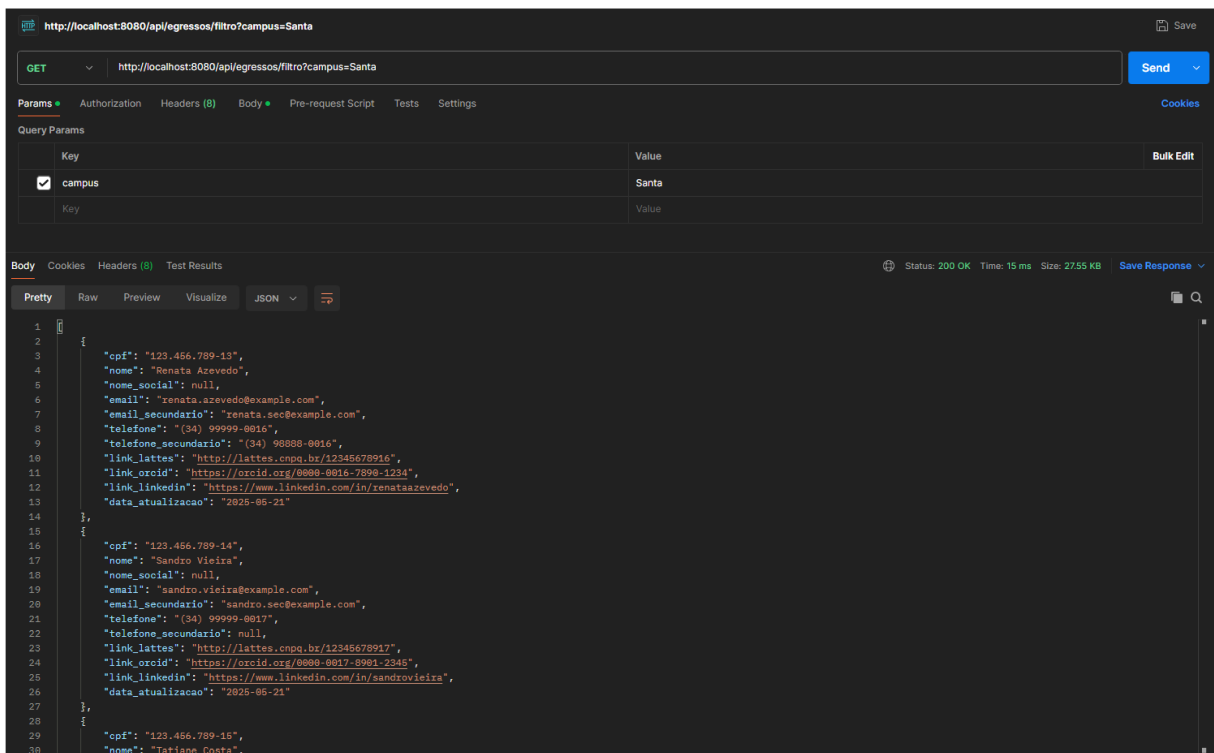 HTTP http://localhost:8080/api/egressos/filtro?campus=Santa Save
GET http://localhost:8080/api/egressos/filtro?campus=Santa Send
Params Authorization Headers (8) Body Pre-request Script Tests Settings Cookies
Query Params
Key Value Bulk Edit
campus Santa
Key Value
Body Cookies Headers (8) Test Results Status: 200 OK Time: 15 ms Size: 27.55 KB Save Response
Pretty Raw Preview Visualize JSON
1 [
2 {
3 "cpf": "123.456.789-13",
4 "nome": "Renata Azevedo",
5 "nome_social": null,
6 "email": "renata.azevedo@example.com",
7 "email_secundario": "renata.sec@example.com",
8 "telefone": "(34) 99999-0016",
9 "telefone_secundario": "(34) 98888-0016",
10 "link_lattes": "http://lattes.cnpq.br/12345678916",
11 "link_orcid": "https://orcid.org/0000-0016-7890-1234",
12 "link_linkedin": "https://www.linkedin.com/in/renataazevedo",
13 "data_atualizacao": "2025-05-21"
14 },
15 {
16 "cpf": "123.456.789-14",
17 "nome": "Sandro Vieira",
18 "nome_social": null,
19 "email": "sandro.vieira@example.com",
20 "email_secundario": "sandro.sec@example.com",
21 "telefone": "(34) 99999-0017",
22 "telefone_secundario": null,
23 "link_lattes": "http://lattes.cnpq.br/12345678917",
24 "link_orcid": "https://orcid.org/0000-0017-8901-2345",
25 "link_linkedin": "https://www.linkedin.com/in/sandrovieira",
26 "data_atualizacao": "2025-05-21"
27 },
28 {
29 "cpf": "123.456.789-15",
30 "nome": "Tatiane Costa",